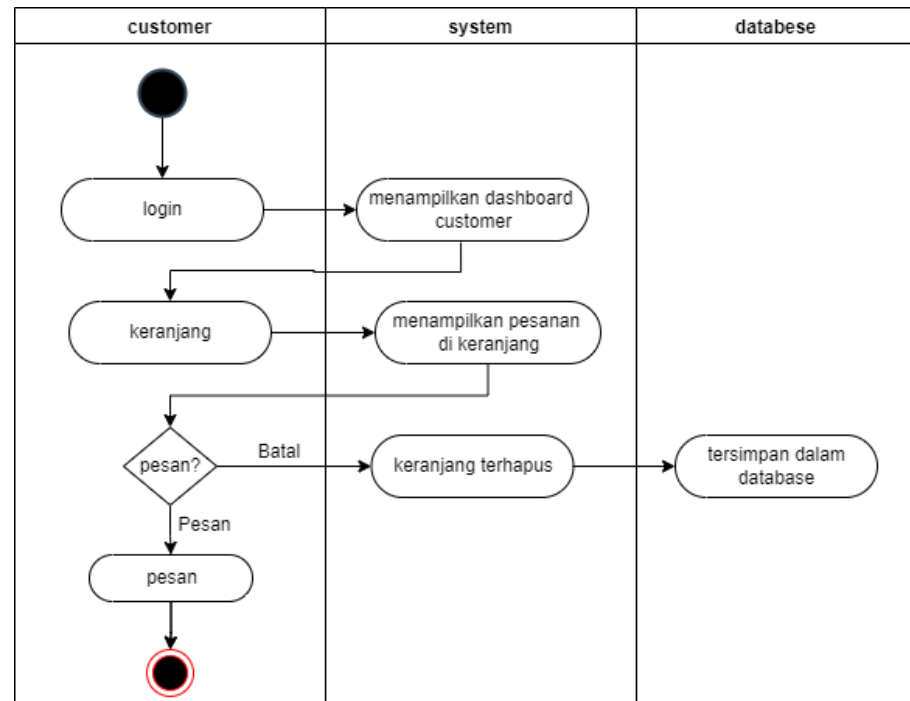 customer
system
databese
login
menampilkan dashboard
customer
keranjang
menampilkan pesanan
di keranjang
pesan?
Batal
keranjang terhapus
tersimpan dalam
database
Pesan
pesan